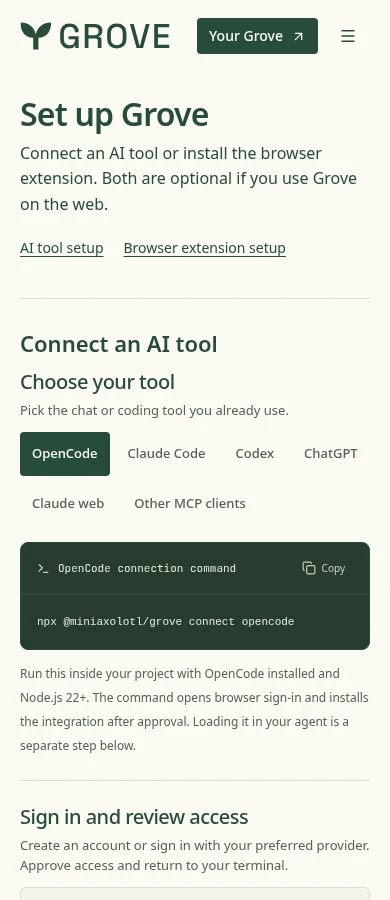 GROVE
Your Grove
Set up Grove
Connect an AI tool or install the browser
extension. Both are optional if you use Grove
on the web.
AI tool setup Browser extension setup
Connect an AI tool
Choose your tool
Pick the chat or coding tool you already use.
OpenCode Claude Code Codex ChatGPT
Claude web Other MCP clients
OpenCode connection command Copy
npx @miniaxolotl/grove connect opencode
Run this inside your project with OpenCode installed and
Node.js 22+. The command opens browser sign-in and installs
the integration after approval. Loading it in your agent is a
separate step below.
Sign in and review access
Create an account or sign in with your preferred provider.
Approve access and return to your terminal.